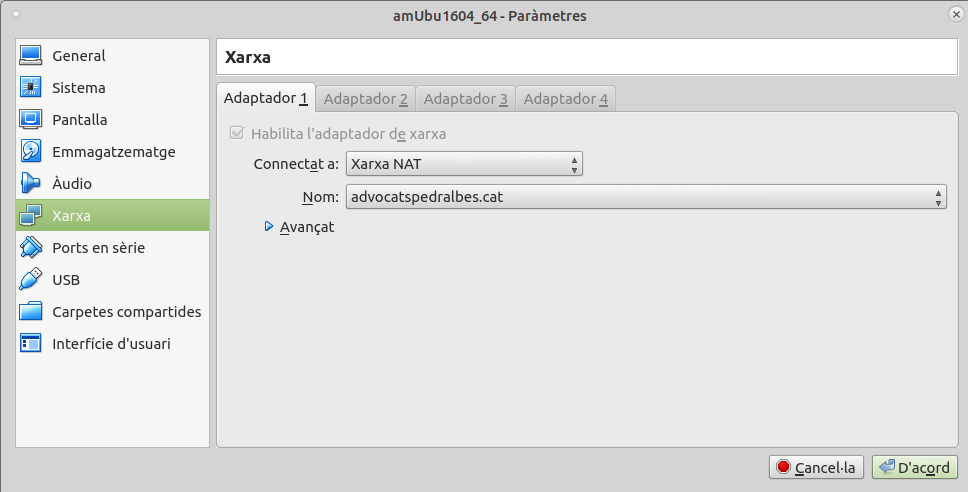 amUbu1604_64 - Paràmetres
General
Sistema
Pantalla
Emmagatzematge
Àudio
Xarxa
Ports en sèrie
USB
Carpetes compartides
Interfície d'usuari
Xarxa
Adaptador 1 Adaptador 2 Adaptador 3 Adaptador 4
Habilita l'adaptador de xarxa
Connectat a: Xarxa NAT
Nom: advocatspedralbes.cat
Avançat
Cancel·la D'acord